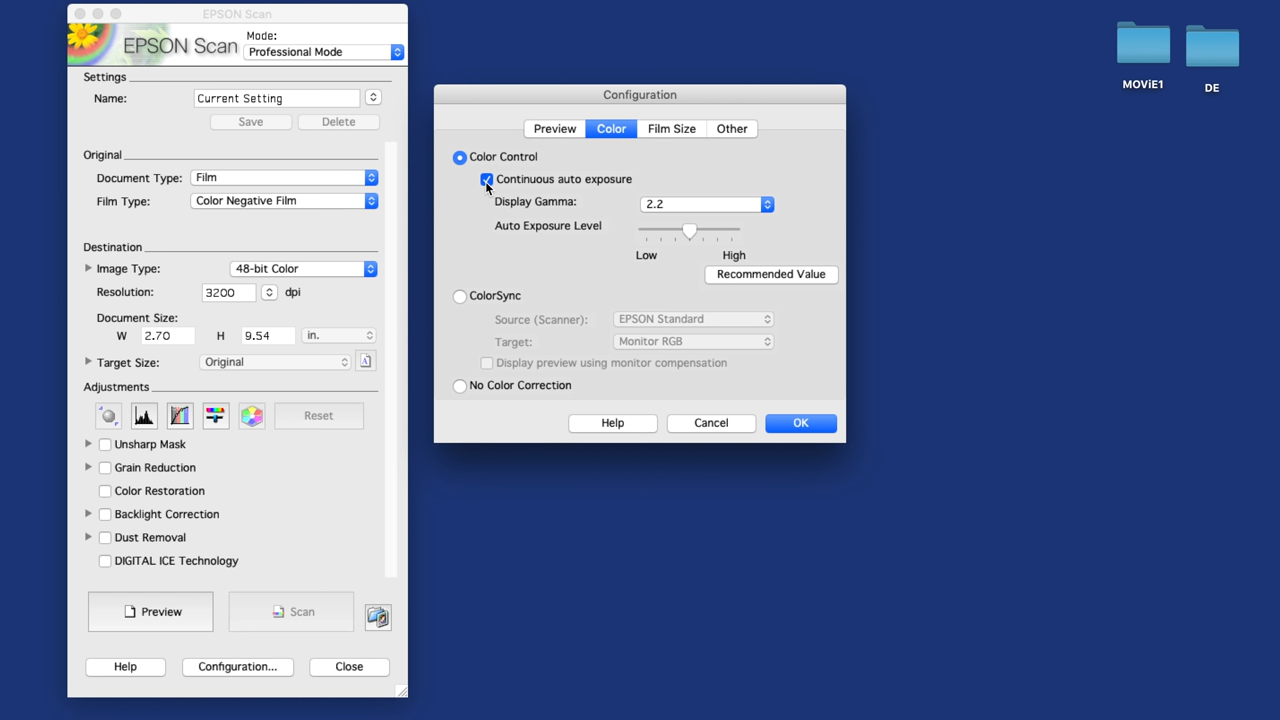 EPSON Scan
EPSON Scan
Mode:
Professional Mode
Settings
Name: Current Setting
Save Delete
Original
Document Type: Film
Film Type: Color Negative Film
Destination
Image Type: 48-bit Color
Resolution: 3200 dpi
Document Size:
W 2.70 H 9.54 in.
Target Size: Original
Adjustments
Reset
Unsharp Mask
Grain Reduction
Color Restoration
Backlight Correction
Dust Removal
DIGITAL ICE Technology
Preview Scan
Help Configuration... Close
Configuration
Preview Color Film Size Other
Color Control
Continuous auto exposure
Display Gamma: 2.2
Auto Exposure Level
Low High
Recommended Value
ColorSync
Source (Scanner): EPSON Standard
Target: Monitor RGB
Display preview using monitor compensation
No Color Correction
Help Cancel OK
MOViE1 DE